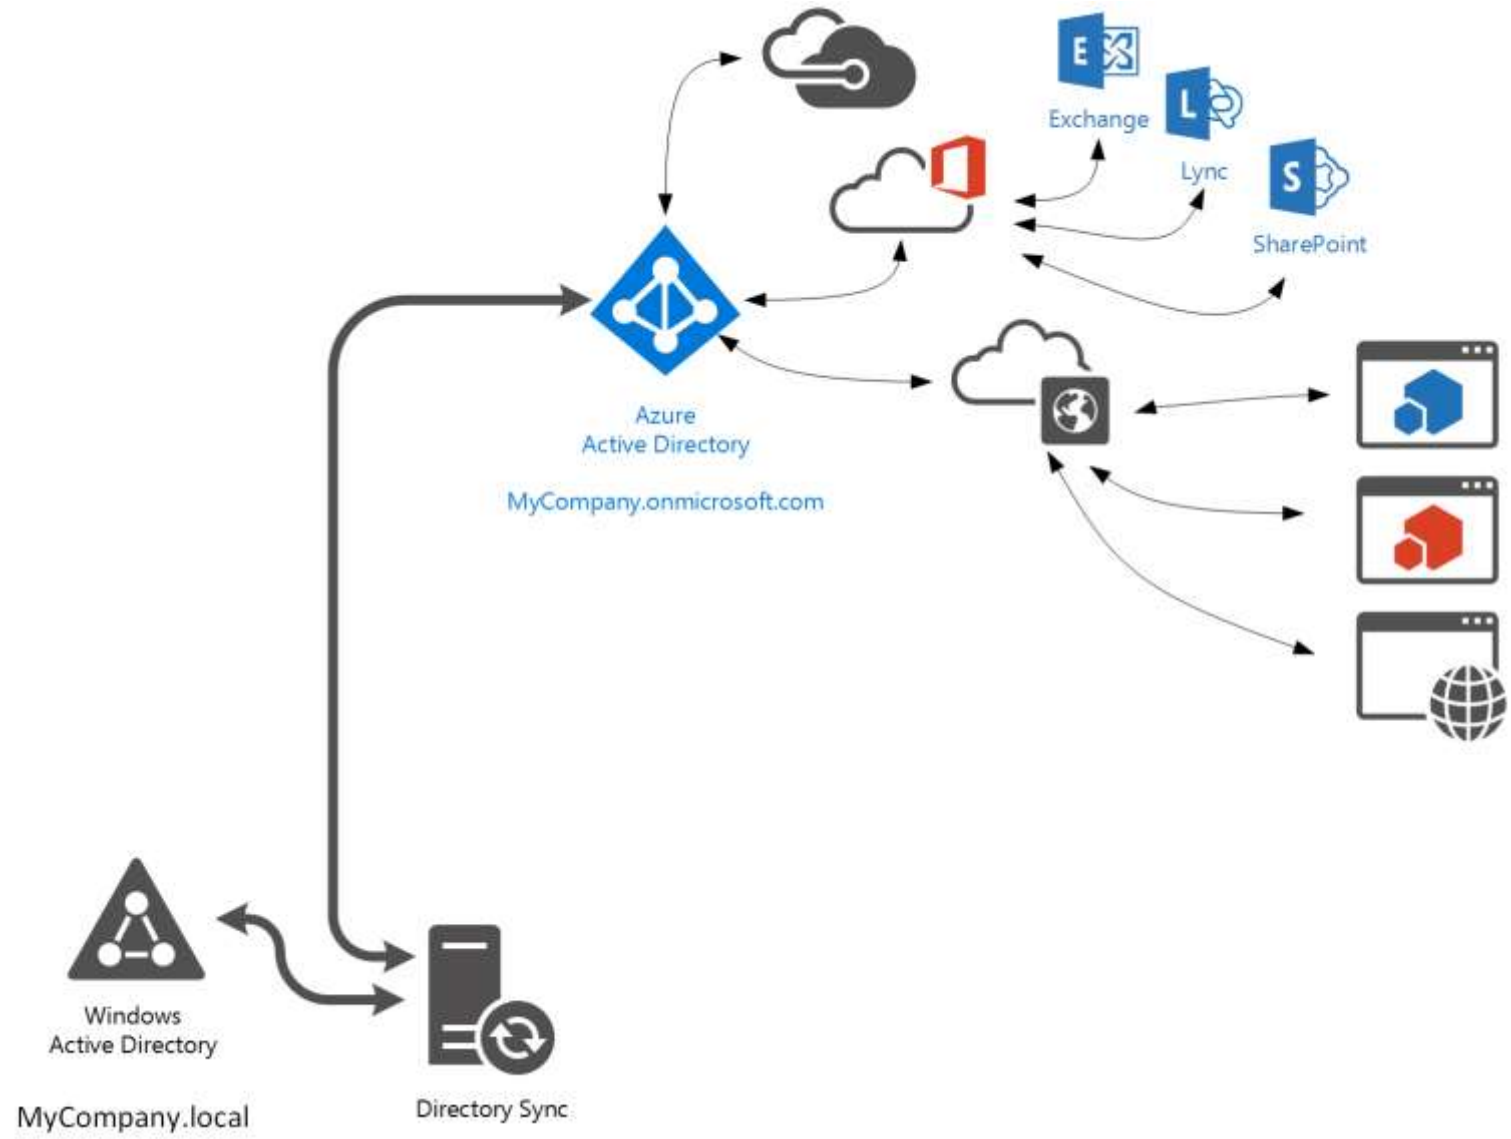 Exchange
Lync
SharePoint
Azure
Active Directory
MyCompany.onmicrosoft.com
Windows
Active Directory
MyCompany.local
Directory Sync
E
L
S